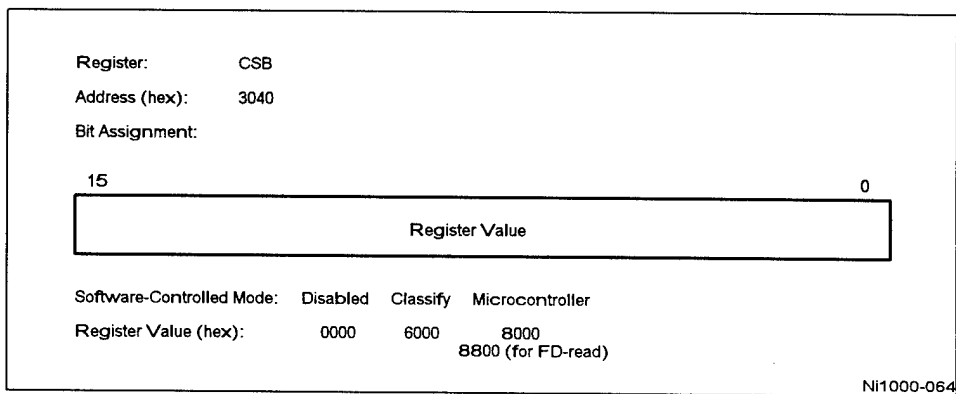 Register: CSB
Address (hex): 3040
Bit Assignment:
15 0
Register Value
Software-Controlled Mode: Disabled Classify Microcontroller
Register Value (hex): 0000 6000 8000
8800 (for FD-read)
Ni1000-064